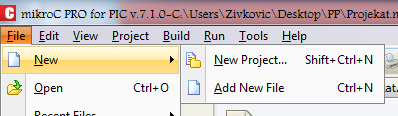 mikroC PRO for PIC v.7.1.0-C:\Users\Zivkovic\Desktop\PP\Projekat.m
File Edit View Project Build Run Tools Help
New
New Project... Shift+Ctrl+N
Open Ctrl+O
Add New File Ctrl+N
Recent Files